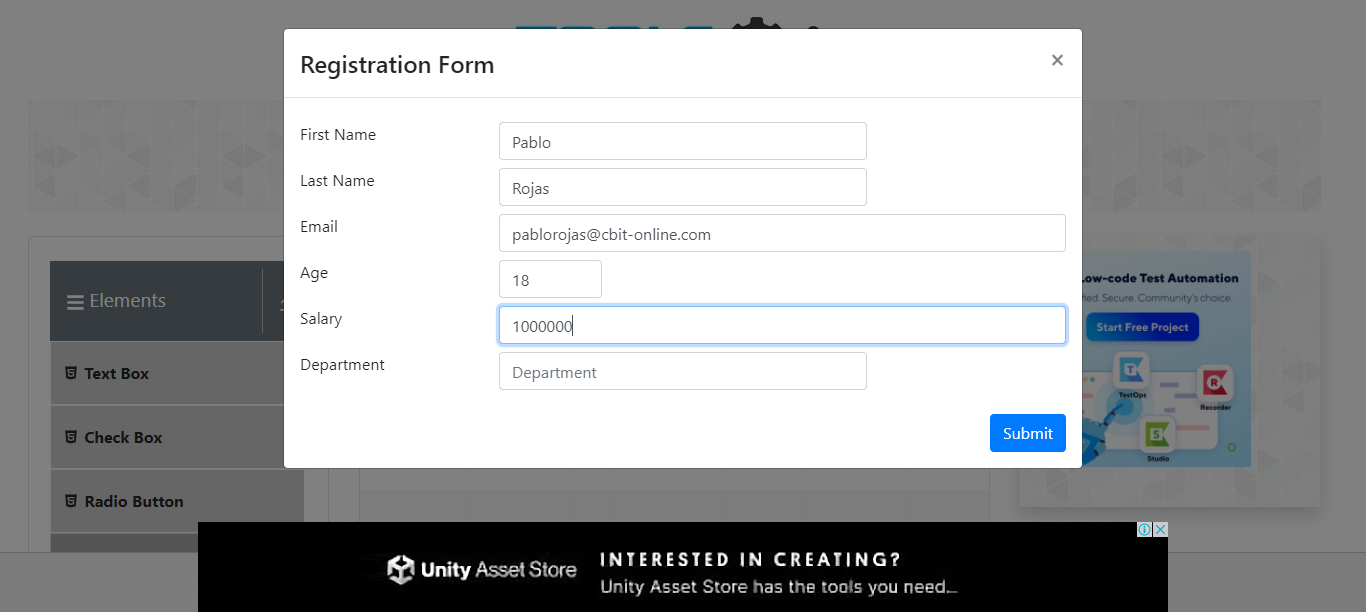 Registration Form
×
First Name
Pablo
Last Name
Rojas
Email
pablorojas@cbit-online.com
Age
18
Salary
1000000
Department
Department
Submit
Elements
Text Box
Check Box
Radio Button
ow-code Test Automation
fied. Secure. Community's choice.
Start Free Project
TestOps
Recorder
Studio
Unity Asset Store
INTERESTED IN CREATING?
Unity Asset Store has the tools you need...